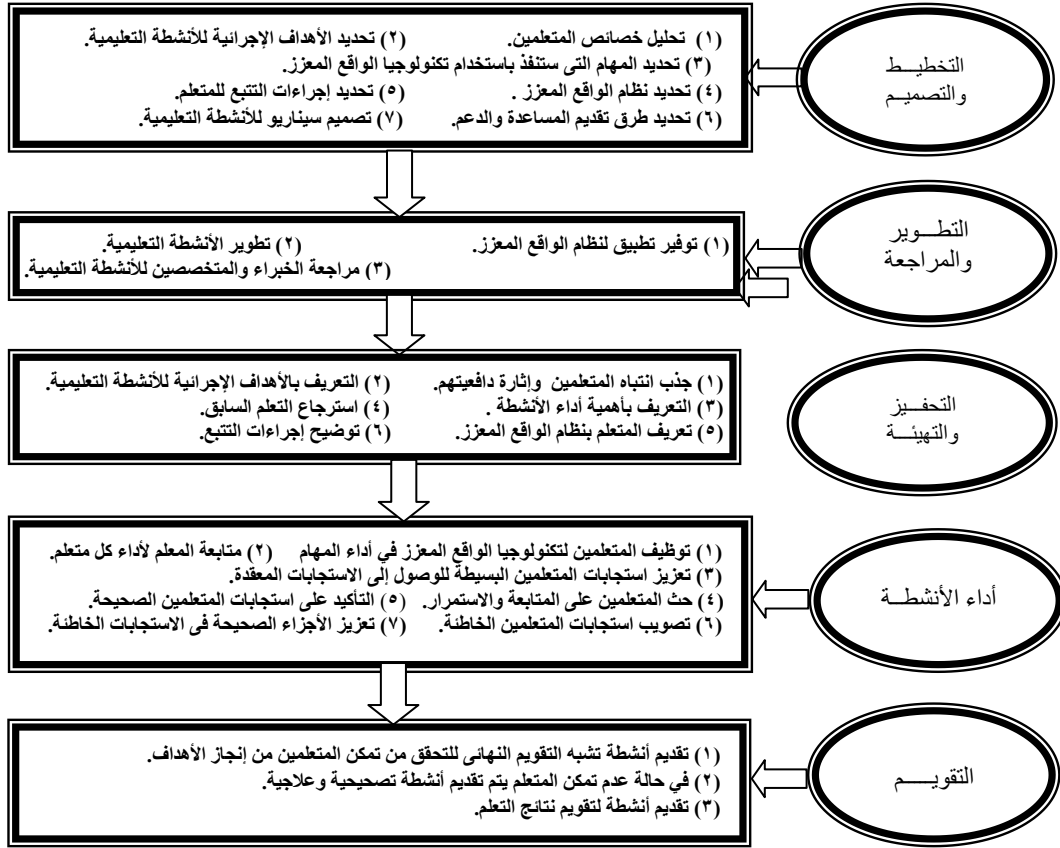 التخطيـــط
والتصميـم
(١) تحليل خصائص المتعلمين. (٢) تحديد الأهداف الإجرائية للأنشطة التعليمية.
(٣) تحديد المهام التى ستنفذ باستخدام تكنولوجيا الواقع المعزز.
(٤) تحديد نظام الواقع المعزز . (٥) تحديد إجراءات التتبع للمتعلم.
(٦) تحديد طرق تقديم المساعدة والدعم. (٧) تصميم سيناريو للأنشطة التعليمية.
التطـــوير
والمراجعة
(١) توفير تطبيق لنظام الواقع المعزز. (٢) تطوير الأنشطة التعليمية.
(٣) مراجعة الخبراء والمتخصصين للأنشطة التعليمية.
التحفـيز
والتهيئــة
(١) جذب انتباه المتعلمين وإثارة دافعيتهم. (٢) التعريف بالأهداف الإجرائية للأنشطة التعليمية.
(٣) التعريف بأهمية أداء الأنشطة . (٤) استرجاع التعلم السابق.
(٥) تعريف المتعلم بنظام الواقع المعزز. (٦) توضيح إجراءات التتبع.
أداء الأنشطــة
(١) توظيف المتعلمين لتكنولوجيا الواقع المعزز في أداء المهام (٢) متابعة المعلم لأداء كل متعلم.
(٣) تعزيز استجابات المتعلمين البسيطة للوصول إلى الاستجابات المعقدة.
(٤) حث المتعلمين على المتابعة والاستمرار. (٥) التأكيد على استجابات المتعلمين الصحيحة.
(٦) تصويب استجابات المتعلمين الخاطئة. (٧) تعزيز الأجزاء الصحيحة فى الاستجابات الخاطئة.
التقويـــــم
(١) تقديم أنشطة تشبه التقويم النهائى للتحقق من تمكن المتعلمين من إنجاز الأهداف.
(٢) في حالة عدم تمكن المتعلم يتم تقديم أنشطة تصحيحية وعلاجية.
(٣) تقديم أنشطة لتقويم نتائج التعلم.